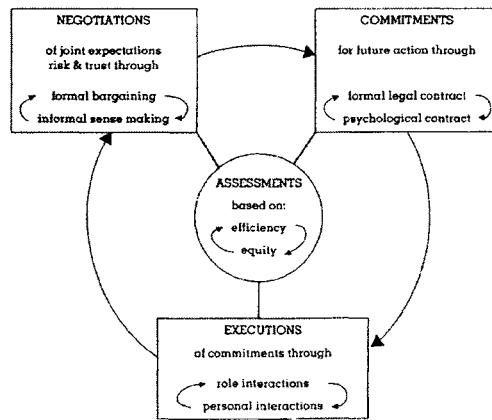 NEGOTIATIONS
of joint expectations
risk & trust through
formal bargaining
informal sense making
COMMITMENTS
for future action through
formal legal contract
psychological contract
ASSESSMENTS
based on:
efficiency
equity
EXECUTIONS
of commitments through
role interactions
personal interactions